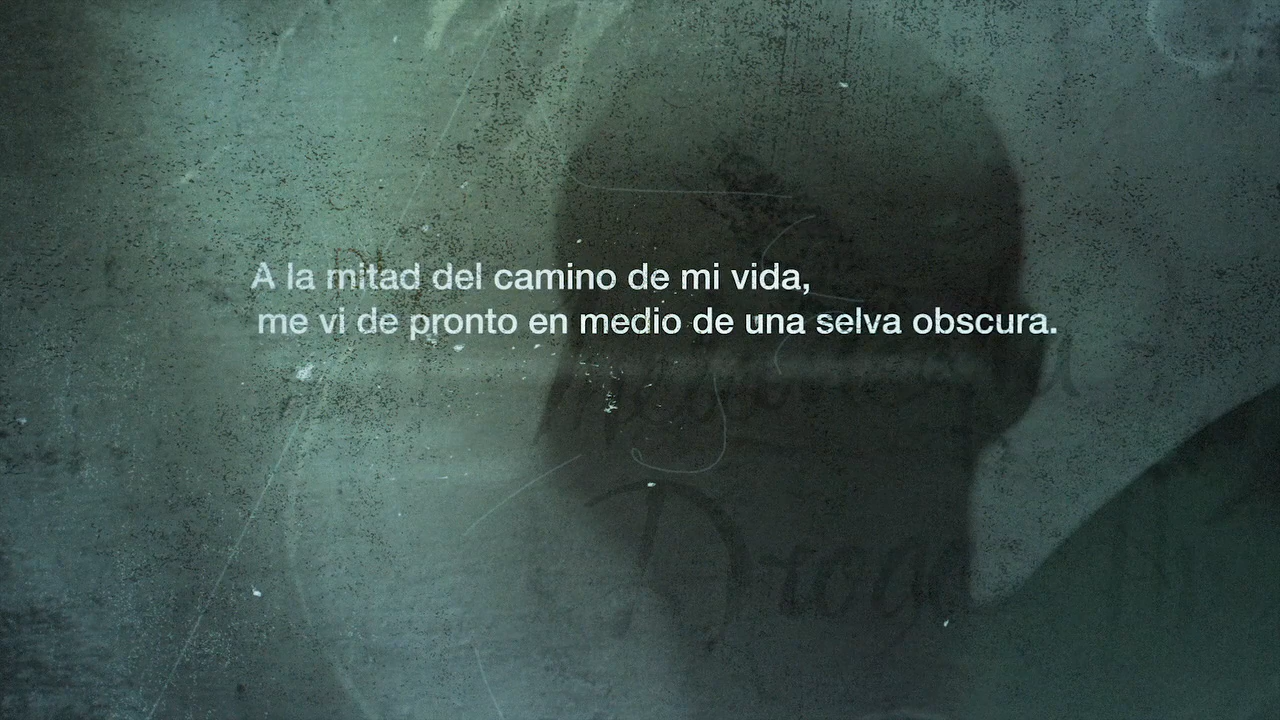 A la mitad del camino de mi vida,
me vi de pronto en medio de una selva obscura.